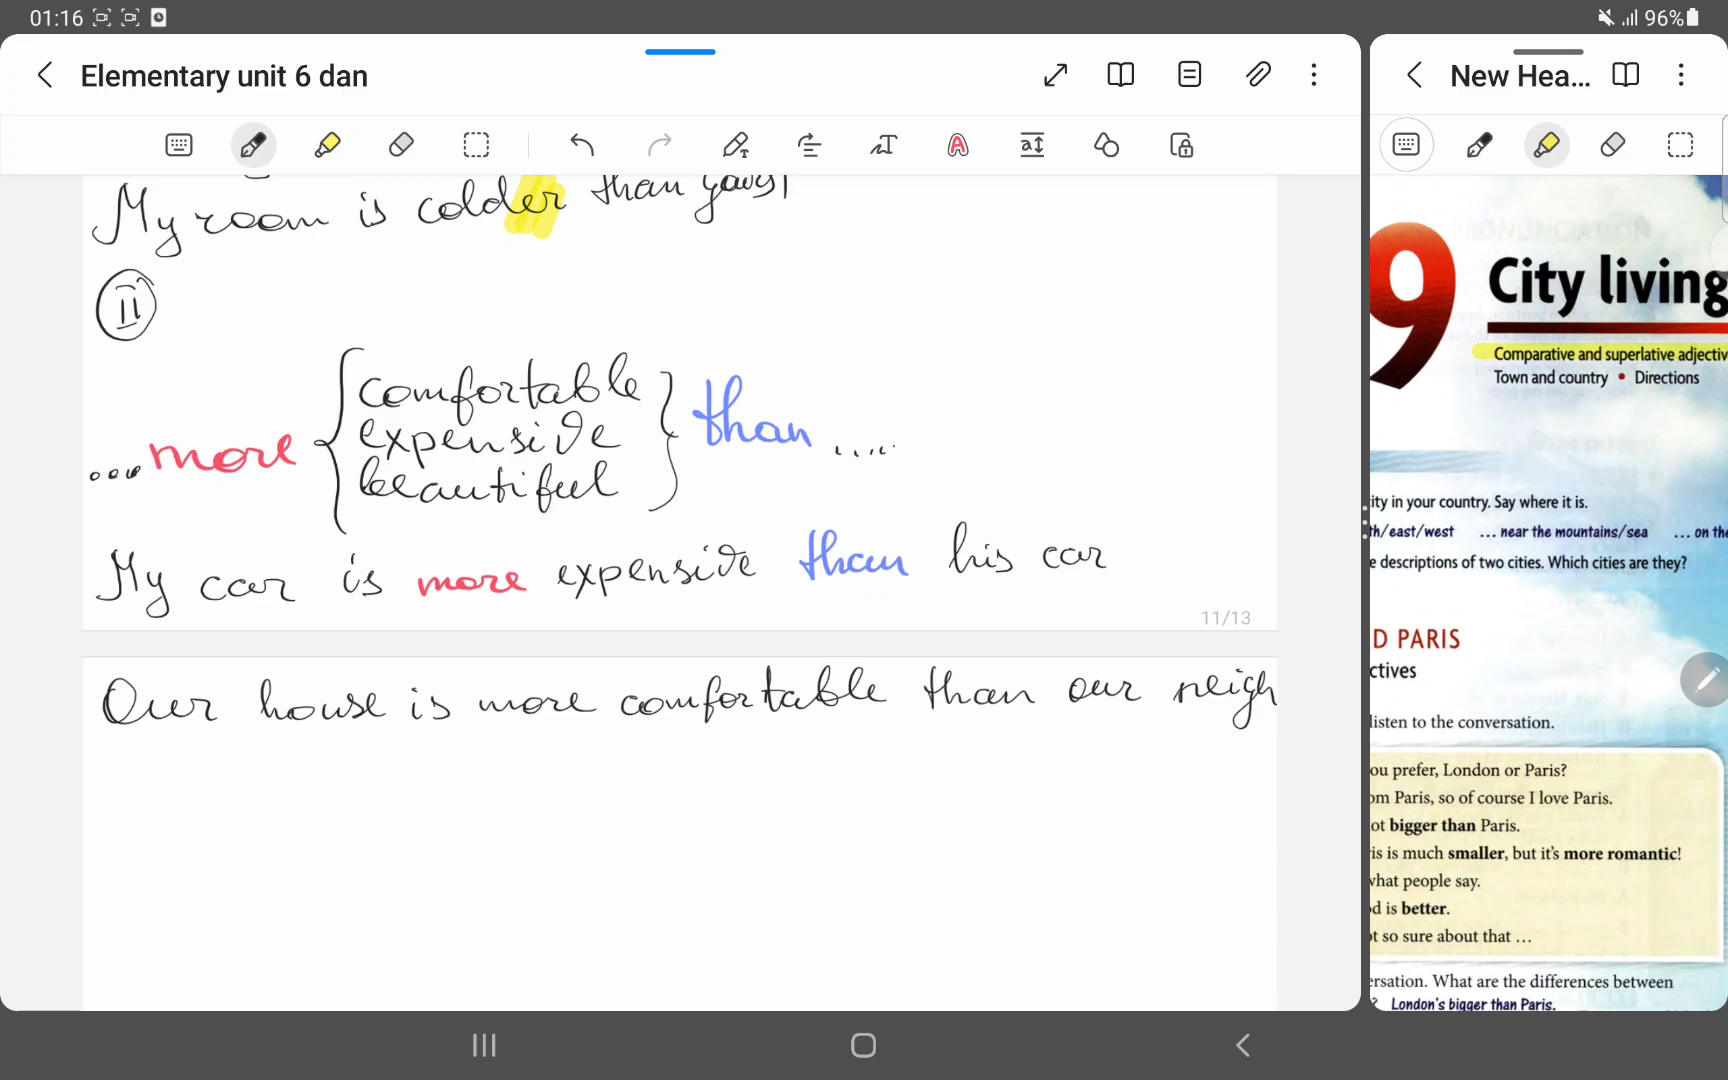 01:16
96%
Elementary unit 6 dan
My room is colder than
II
... more { comfortable
expensive
beautiful } than ....
My car is more expensive than his car
11/13
Our house is more comfortable than our neigh
New Hea...
9 City living
Comparative and superlative adjectiv
Town and country • Directions
ity in your country. Say where it is.
th/east/west ... near the mountains/sea ... on the
e descriptions of two cities. Which cities are they?
D PARIS
ctives
listen to the conversation.
ou prefer, London or Paris?
om Paris, so of course I love Paris.
ot bigger than Paris.
is is much smaller, but it's more romantic!
what people say.
d is better.
ot so sure about that ...
ersation. What are the differences between
? London's bigger than Paris.